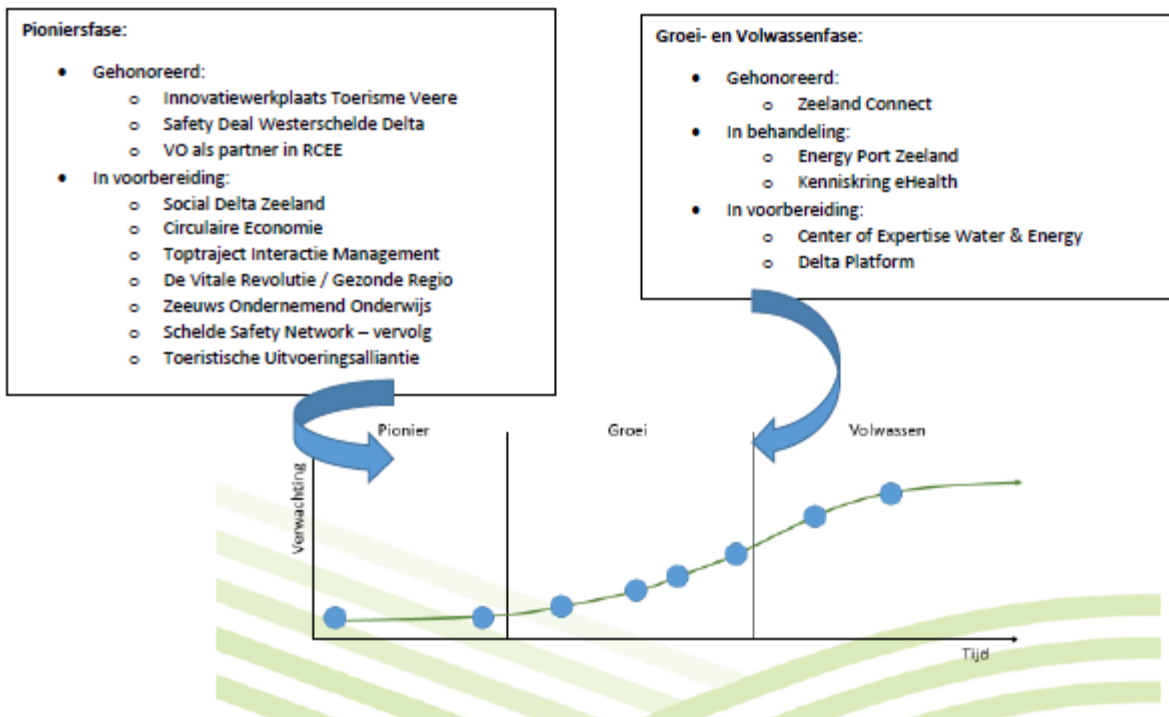 Pioniersfase:
• Gehonoreerd:
o Innovatiewerkplaats Toerisme Veere
o Safety Deal Westerschelde Delta
o VO als partner in RCEE
• In voorbereiding:
o Social Delta Zeeland
o Circulaire Economie
o Toptraject Interactie Management
o De Vitale Revolutie / Gezonde Regio
o Zeeuws Ondernemend Onderwijs
o Schelde Safety Network – vervolg
o Toeristische Uitvoeringsalliantie
Groei- en Volwassenfase:
• Gehonoreerd:
o Zeeland Connect
• In behandeling:
o Energy Port Zeeland
o Kenniskring eHealth
• In voorbereiding:
o Center of Expertise Water & Energy
o Delta Platform
Pionier
Groei
Volwassen
Verwachting
Tijd